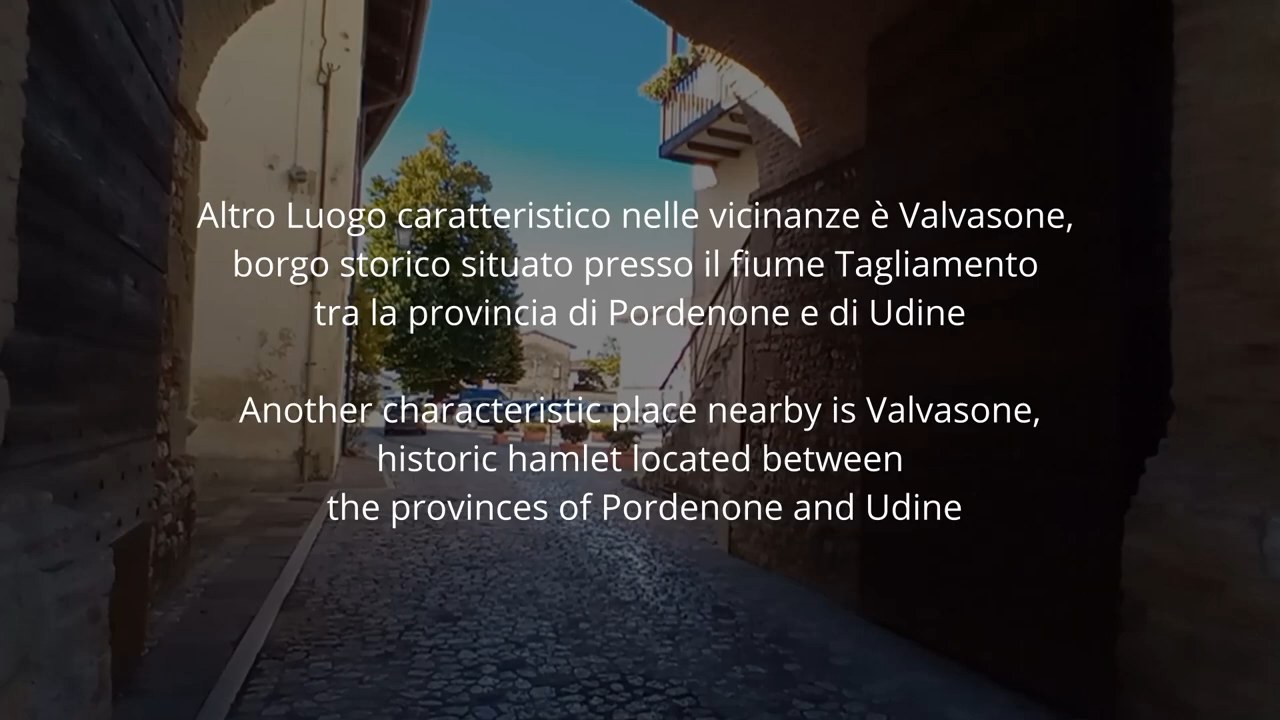 Altro Luogo caratteristico nelle vicinanze è Valvasone,
borgo storico situato presso il fiume Tagliamento
tra la provincia di Pordenone e di Udine
Another characteristic place nearby is Valvasone,
historic hamlet located between
the provinces of Pordenone and Udine